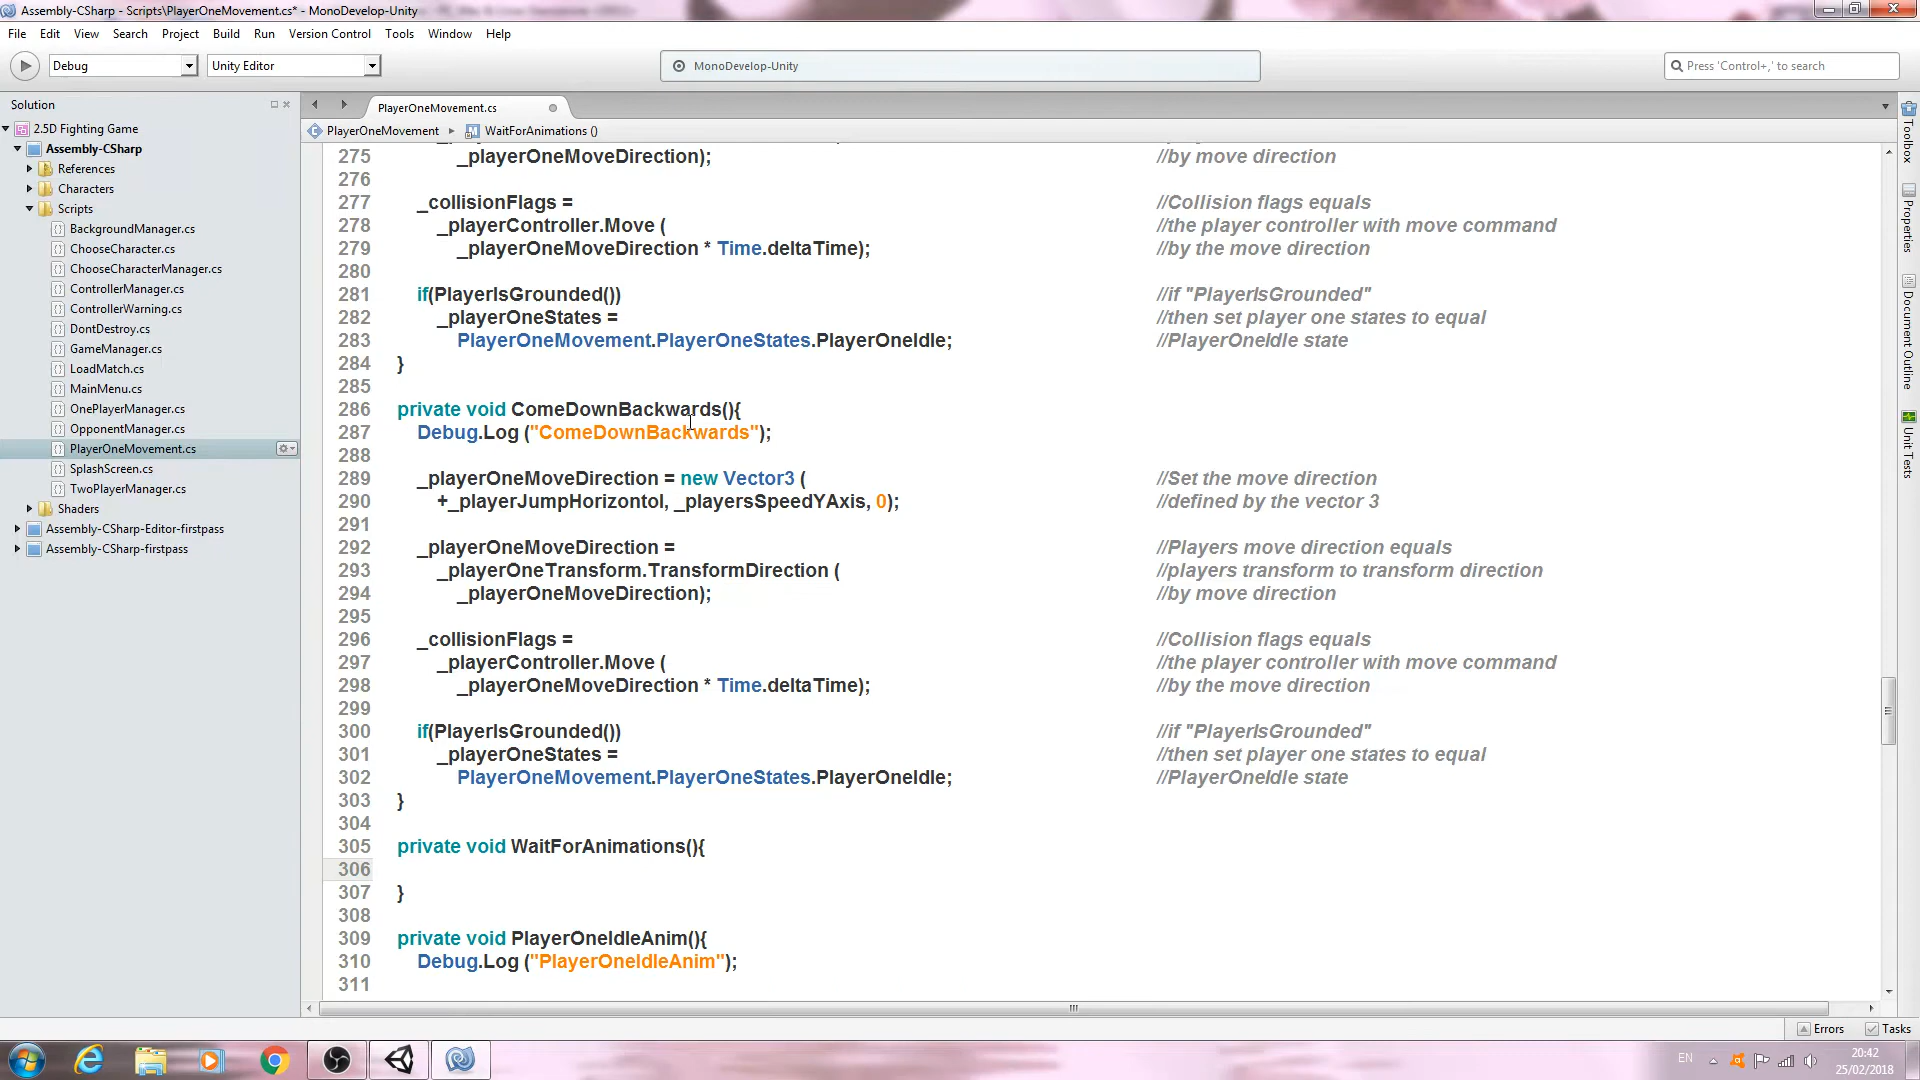 Assembly-CSharp - Scripts\PlayerOneMovement.cs* - MonoDevelop-Unity
File Edit View Search Project Build Run Version Control Tools Window Help
Debug Unity Editor MonoDevelop-Unity Press 'Control+,' to search
Solution
2.5D Fighting Game
Assembly-CSharp
References
Characters
Scripts
BackgroundManager.cs
ChooseCharacter.cs
ChooseCharacterManager.cs
ControllerManager.cs
ControllerWarning.cs
DontDestroy.cs
GameManager.cs
LoadMatch.cs
MainMenu.cs
OnePlayerManager.cs
OpponentManager.cs
PlayerOneMovement.cs
SplashScreen.cs
TwoPlayerManager.cs
Shaders
Assembly-CSharp-Editor-firstpass
Assembly-CSharp-firstpass
PlayerOneMovement.cs
PlayerOneMovement WaitForAnimations ()
275 _playerOneMoveDirection); //by move direction
276
277 _collisionFlags = //Collision flags equals
278 _playerController.Move ( //the player controller with move command
279 _playerOneMoveDirection * Time.deltaTime); //by the move direction
280
281 if(PlayerIsGrounded()) //if "PlayerIsGrounded"
282 _playerOneStates = //then set player one states to equal
283 PlayerOneMovement.PlayerOneStates.PlayerOneIdle; //PlayerOneIdle state
284 }
285
286 private void ComeDownBackwards(){
287 Debug.Log ("ComeDownBackwards");
288
289 _playerOneMoveDirection = new Vector3 ( //Set the move direction
290 +_playerJumpHorizontol, _playersSpeedYAxis, 0); //defined by the vector 3
291
292 _playerOneMoveDirection = //Players move direction equals
293 _playerOneTransform.TransformDirection ( //players transform to transform direction
294 _playerOneMoveDirection); //by move direction
295
296 _collisionFlags = //Collision flags equals
297 _playerController.Move ( //the player controller with move command
298 _playerOneMoveDirection * Time.deltaTime); //by the move direction
299
300 if(PlayerIsGrounded()) //if "PlayerIsGrounded"
301 _playerOneStates = //then set player one states to equal
302 PlayerOneMovement.PlayerOneStates.PlayerOneIdle; //PlayerOneIdle state
303 }
304
305 private void WaitForAnimations(){
306
307 }
308
309 private void PlayerOneIdleAnim(){
310 Debug.Log ("PlayerOneIdleAnim");
311
Toolbox
Properties
Document Outline
Unit Tests
Errors Tasks
EN
20:42
25/02/2018